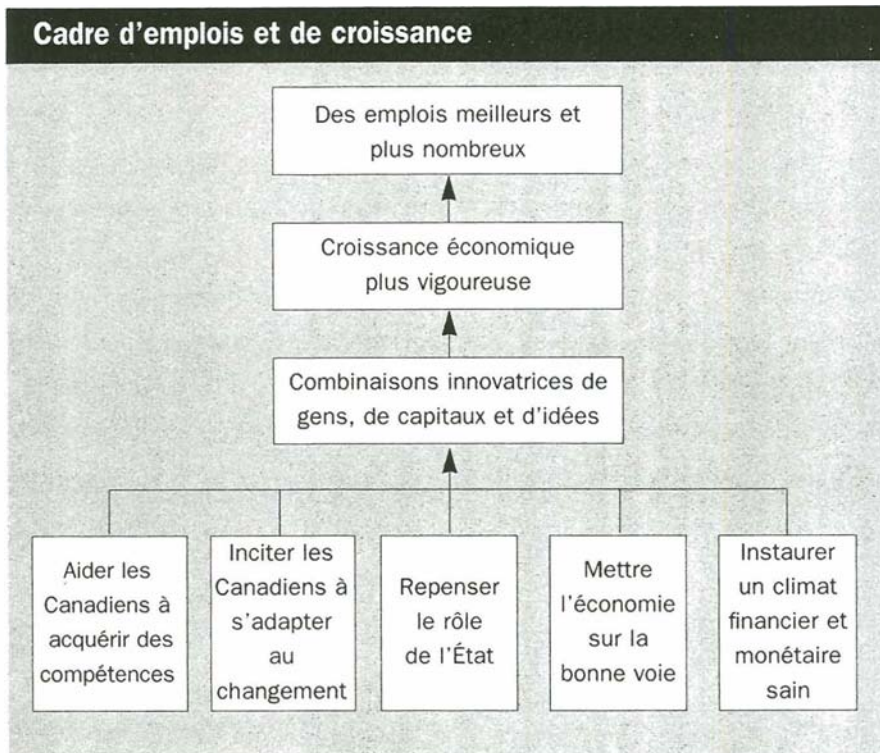 Cadre d'emplois et de croissance
Des emplois meilleurs et
plus nombreux
Croissance économique
plus vigoureuse
Combinaisons innovatrices de
gens, de capitaux et d'idées
Aider les
Canadiens à
acquérir des
compétences
Inciter les
Canadiens à
s'adapter
au
changement
Repenser
le rôle
de l'État
Mettre
l'économie
sur la
bonne voie
Instaurer
un climat
financier et
monétaire
sain